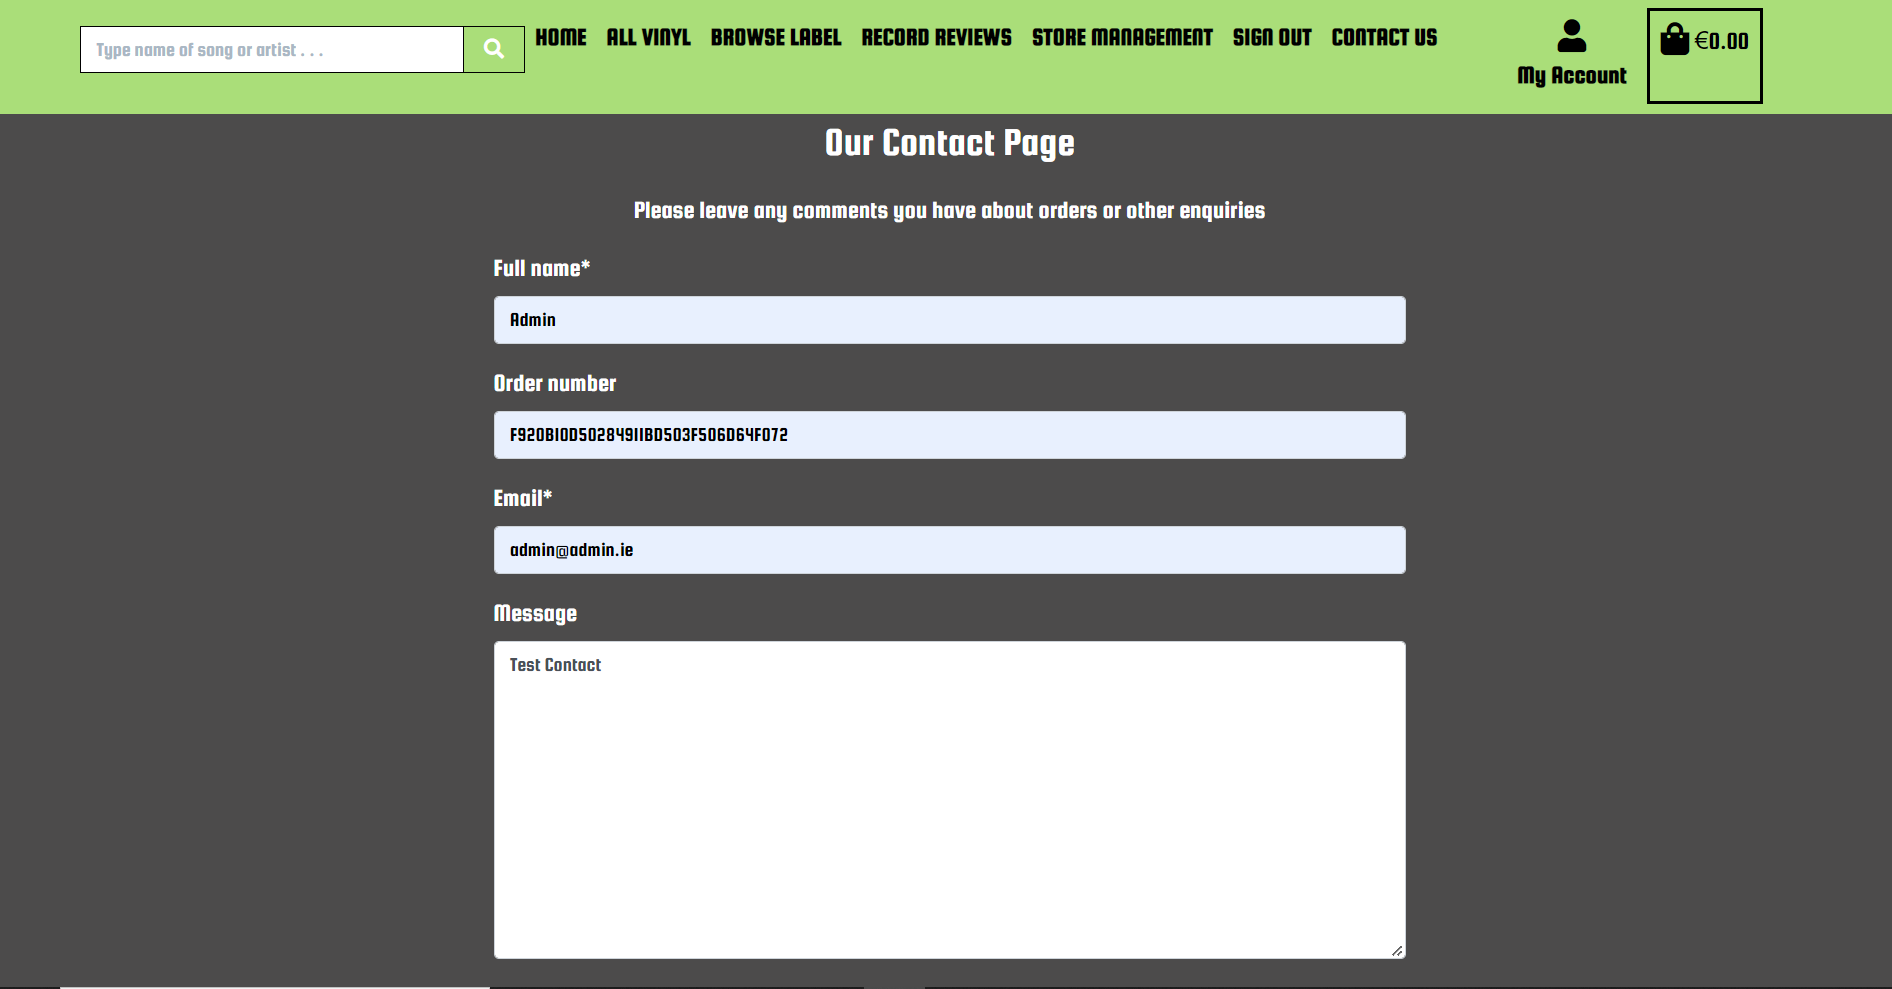 Type name of song or artist . . .
HOME ALL VINYL BROWSE LABEL RECORD REVIEWS STORE MANAGEMENT SIGN OUT CONTACT US
My Account
€0.00
Our Contact Page
Please leave any comments you have about orders or other enquiries
Full name*
Admin
Order number
F920B10D50284911BD503F506D64F072
Email*
admin@admin.ie
Message
Test Contact